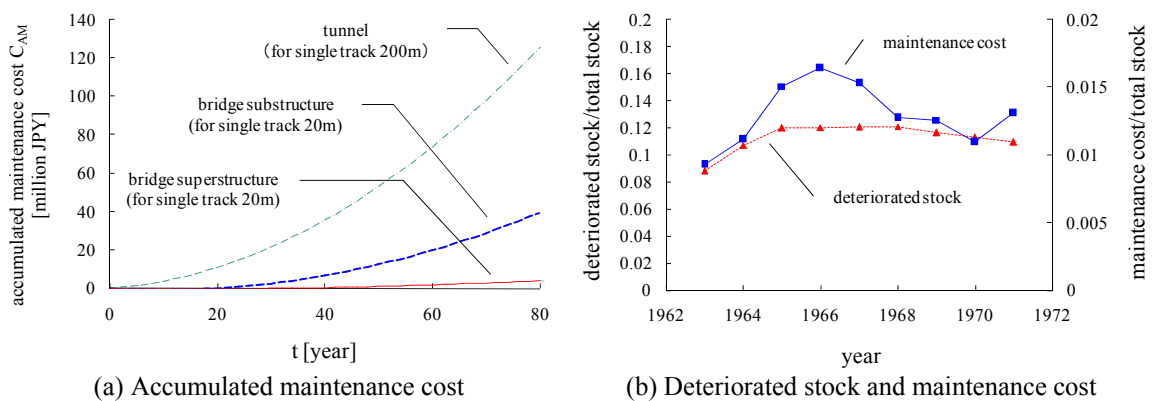 accumulated maintenance cost C_AM
[million JPY]
140
120
100
80
60
40
20
0
tunnel
(for single track 200m)
bridge substructure
(for single track 20m)
bridge superstructure
(for single track 20m)
0 20 40 60 80
t [year]
(a) Accumulated maintenance cost
deteriorated stock/total stock
0.2
0.18
0.16
0.14
0.12
0.1
0.08
0.06
0.04
0.02
0
maintenance cost
deteriorated stock
0.02
0.015
0.01
0.005
0
maintenance cost/total stock
1962 1964 1966 1968 1970 1972
year
(b) Deteriorated stock and maintenance cost